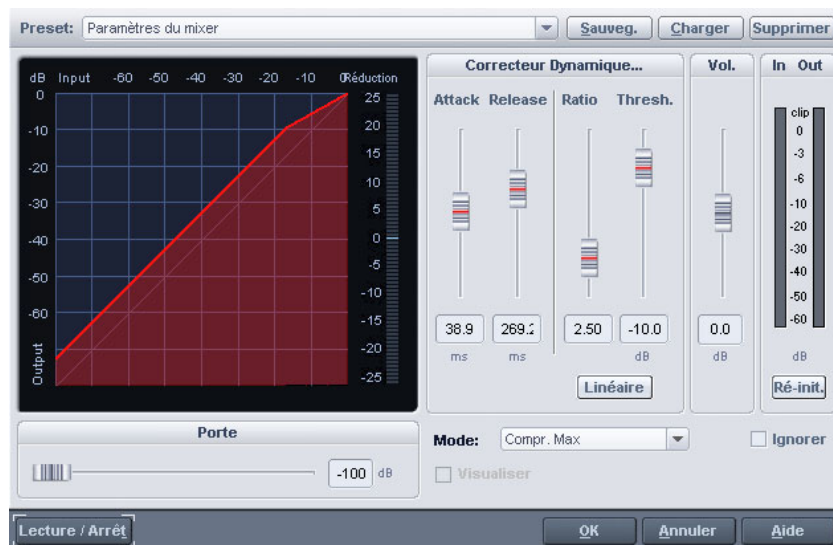 Preset: Paramètres du mixer Sauveg. Charger Supprimer
dB Input -60 -50 -40 -30 -20 -10 0 Réduction
0
-10
-20
-30
-40
-50
-60
Output
25
20
15
10
5
0
-5
-10
-15
-20
-25
Correcteur Dynamique...
Attack Release Ratio Thresh.
38.9 269.2 2.50 -10.0
ms ms dB
Linéaire
Vol.
0.0
dB
In Out
clip
0
-3
-6
-10
-20
-30
-40
-50
-60
dB
Ré-init.
Porte
-100 dB
Mode: Compr. Max
Ignorer
Visualiser
Lecture / Arrêt OK Annuler Aide